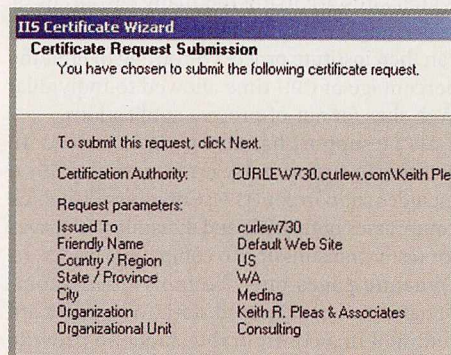 IIS Certificate Wizard
Certificate Request Submission
You have chosen to submit the following certificate request.
To submit this request, click Next.
Certification Authority: CURLEW730.curlew.com\Keith Ple
Request parameters:
Issued To curlew730
Friendly Name Default Web Site
Country / Region US
State / Province WA
City Medina
Organization Keith R. Pleas & Associates
Organizational Unit Consulting